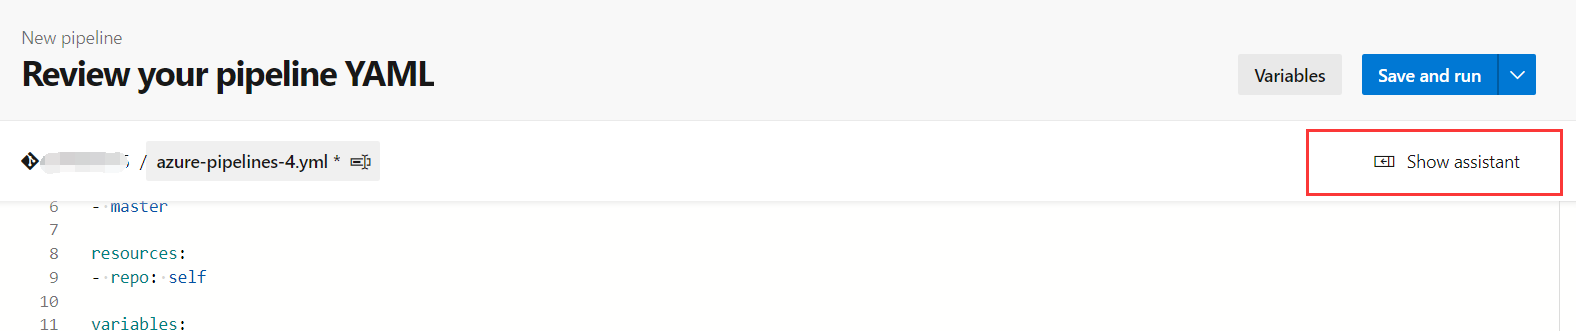 New pipeline
Review your pipeline YAML
Variables
Save and run
/ azure-pipelines-4.yml *
Show assistant
6 - master
7
8 resources:
9 - repo: self
10
11 variables: